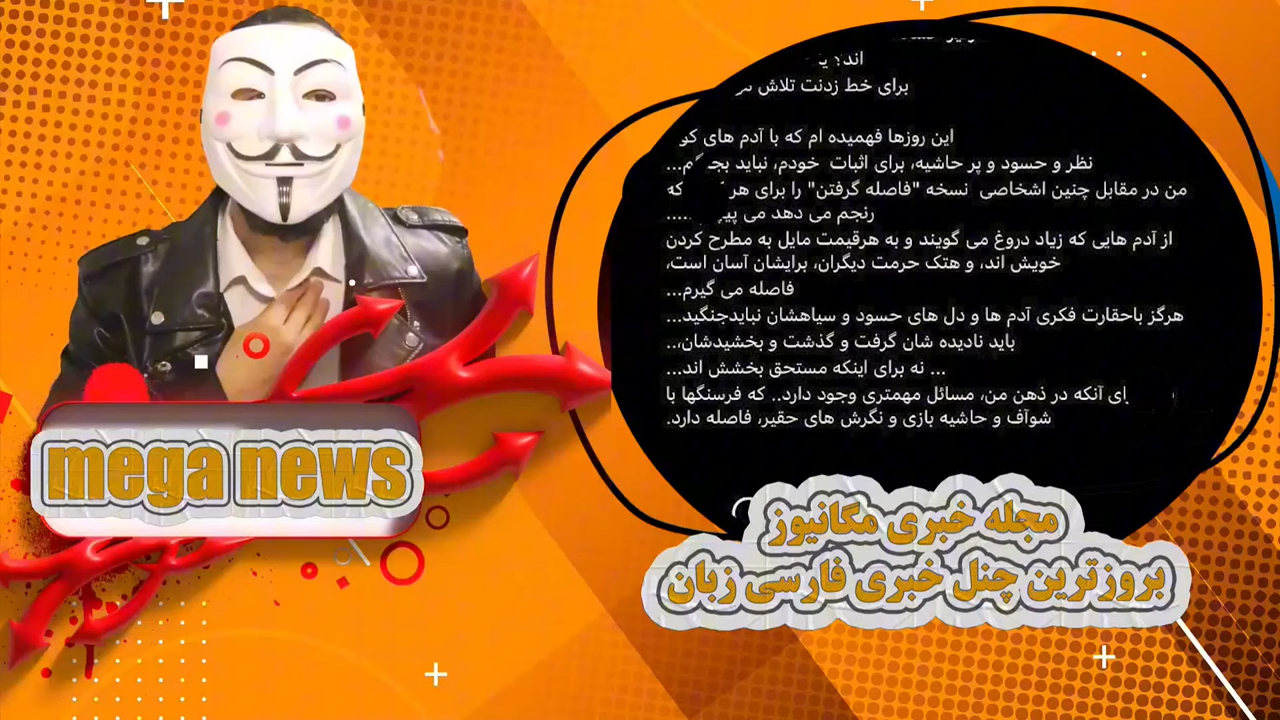 mega news
برای خط زدنت تلاش
این روزها فهمیده ام که با آدم های
نظر و حسود و پر حاشیه، برای اثبات خودم، نباید
من در مقابل چنین اشخاصی نسخه "فاصله گرفتن" را برای هر که
رنجم می دهد می
از آدم هایی که زیاد دروغ می گویند و به هرقیمت مایل به مطرح کردن
خویش اند، و هتک حرمت دیگران، برایشان آسان است،
فاصله می گیرم...
هرگز باحقارت فکری آدم ها و دل های حسود و سیاهشان نبایدجنگید...
باید نادیده شان گرفت و گذشت و بخشیدشان،..
... نه برای اینکه مستحق بخشش اند...
آنکه در ذهن من، مسائل مهمتری وجود دارد.. که فرسنگها با
شوآف و حاشیه بازی و نگرش های حقیر، فاصله دارد.
مجله خبری مگانیوز
بروزترین چنل خبری فارسی زبان